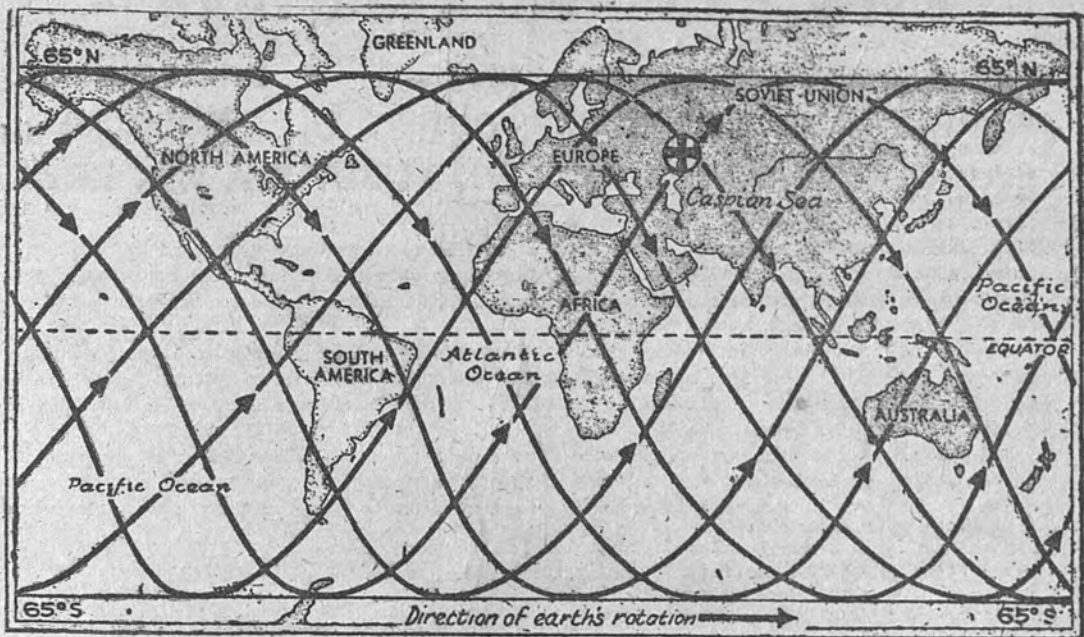 GREENLAND
65°N
65° N
SOVIET UNION
NORTH AMERICA
EUROPE
Caspian Sea
AFRICA
Pacific
Ocean
EQUATOR
SOUTH
AMERICA
Atlantic
Ocean
AUSTRALIA
Pacific Ocean
65°S
Direction of earth's rotation
65° S